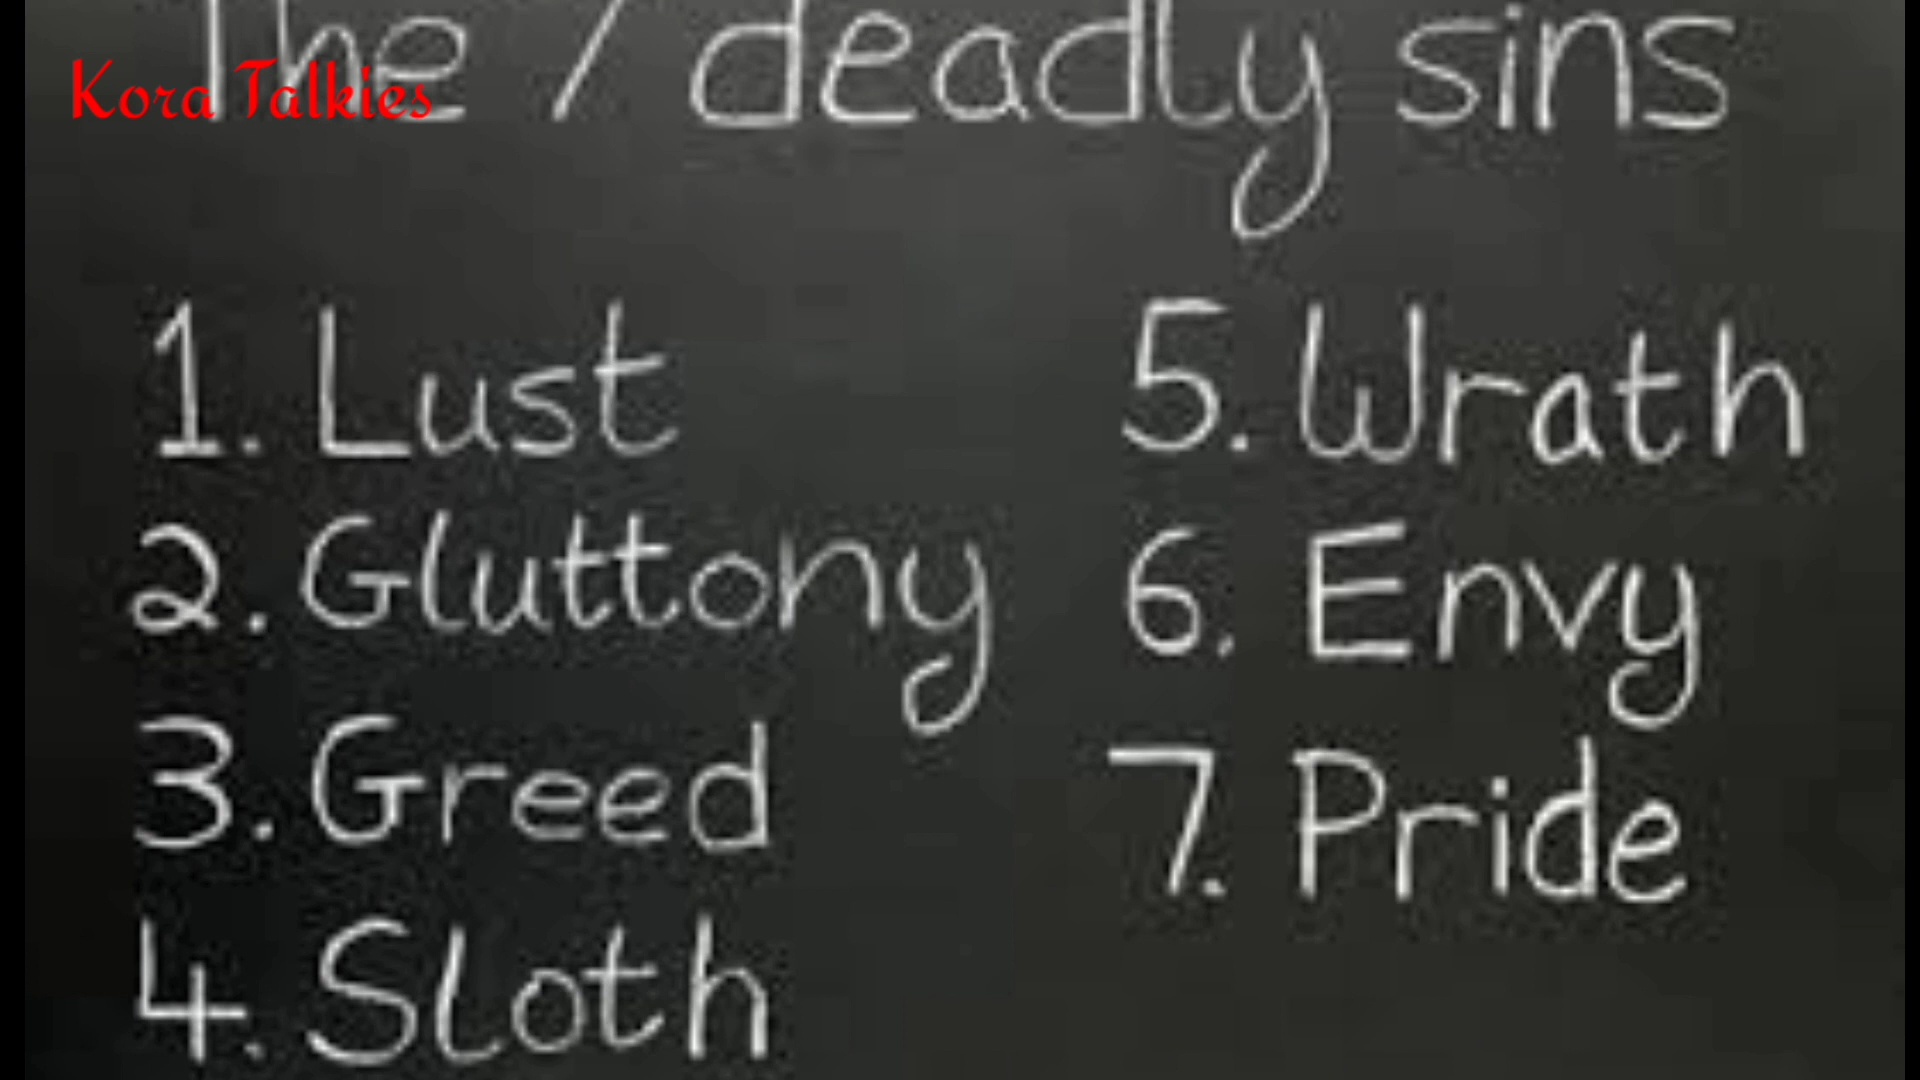 The 7 deadly sins
Kora Talkies
1. Lust
2. Gluttony
3. Greed
4. Sloth
5. Wrath
6. Envy
7. Pride